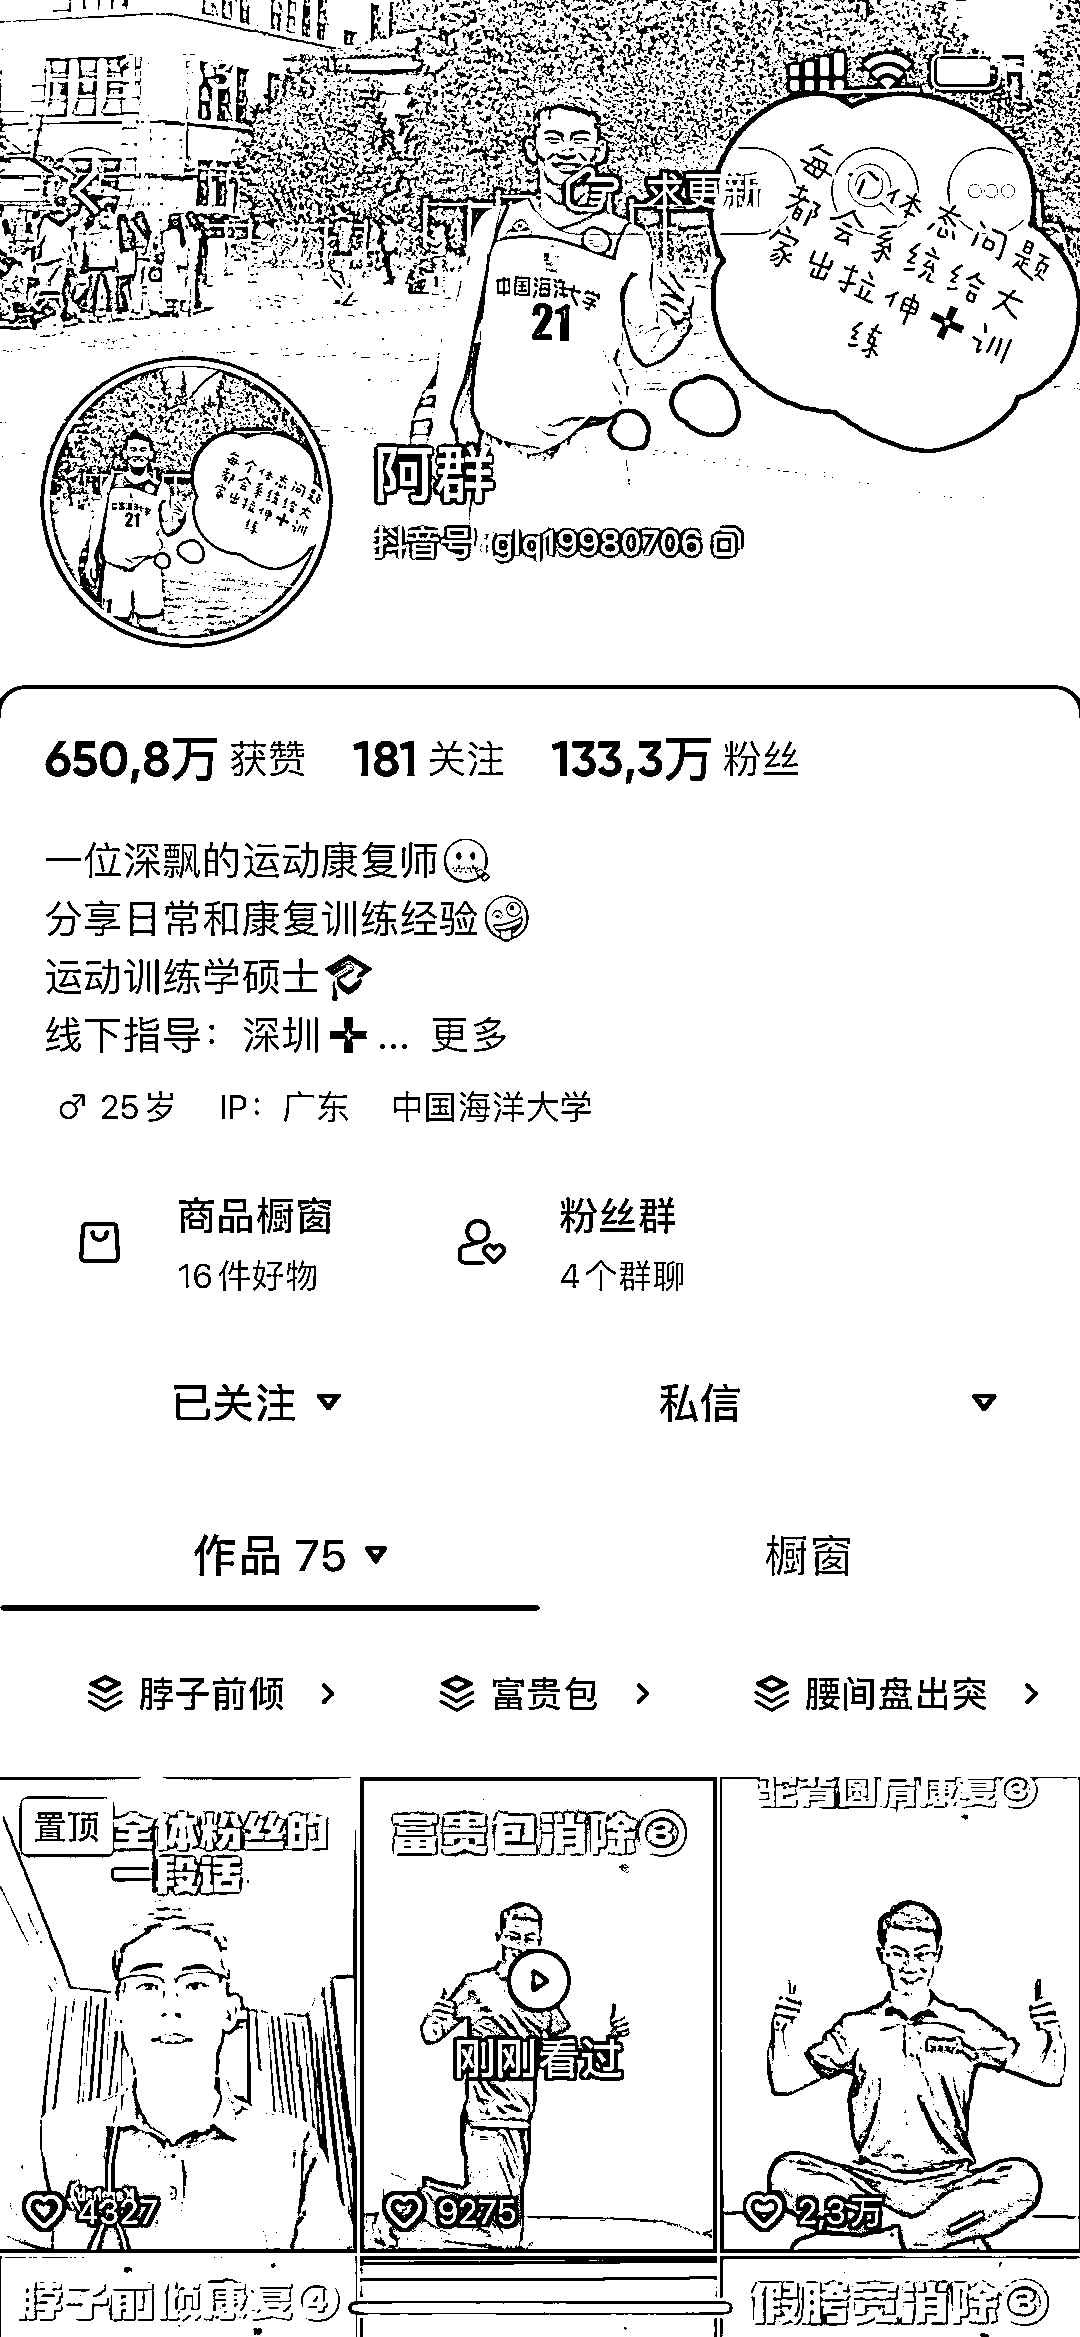 求更新
每个体态问题
都会系统给大
家出拉伸➕训
练
中国海洋大学
21
每个体态问题
都会系统给大
家出拉伸➕训
练
21
阿群
抖音号:glq19980706
650.8万 获赞 181 关注 133.3万 粉丝
一位深飘的运动康复师🤐
分享日常和康复训练经验🤪
运动训练学硕士🎓
线下指导：深圳➕... 更多
♂ 25岁 IP：广东 中国海洋大学
商品橱窗 粉丝群
16件好物 4个群聊
已关注 私信
作品 75 橱窗
脖子前倾 富贵包 腰间盘出突
置顶 全体粉丝的
一段话
富贵包消除③
驼背圆肩康复③
刚刚看过
4327 9275 2.3万
脖子前倾康复④ 假胯宽消除③